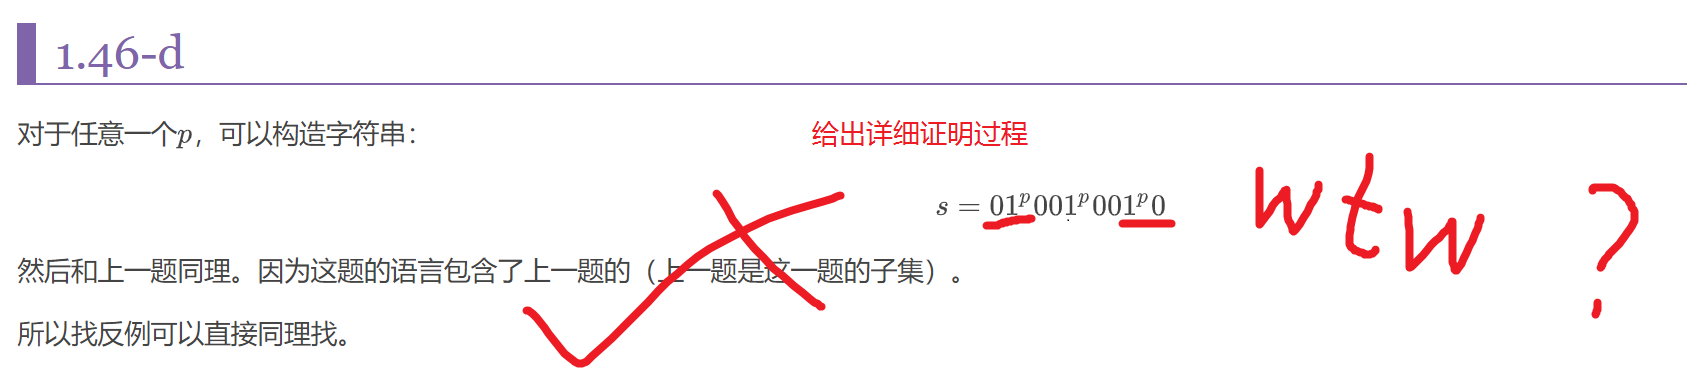 1.46-d
对于任意一个p，可以构造字符串：
给出详细证明过程
s = 01^p001^p001^p0
wtw ?
然后和上一题同理。因为这题的语言包含了上一题的（上一题是这一题的子集）。
所以找反例可以直接同理找。